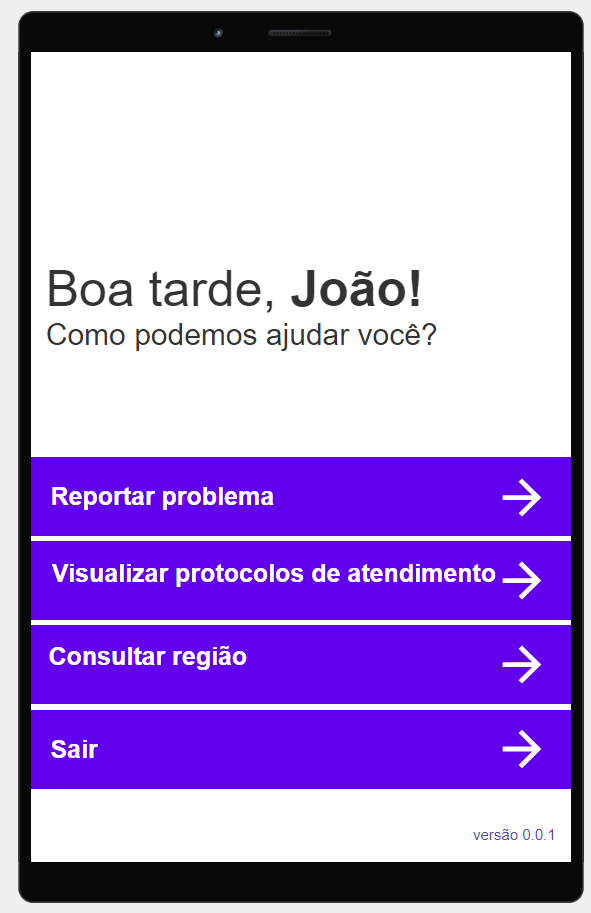 Boa tarde, João!
Como podemos ajudar você?
Reportar problema
Visualizar protocolos de atendimento
Consultar região
Sair
versão 0.0.1